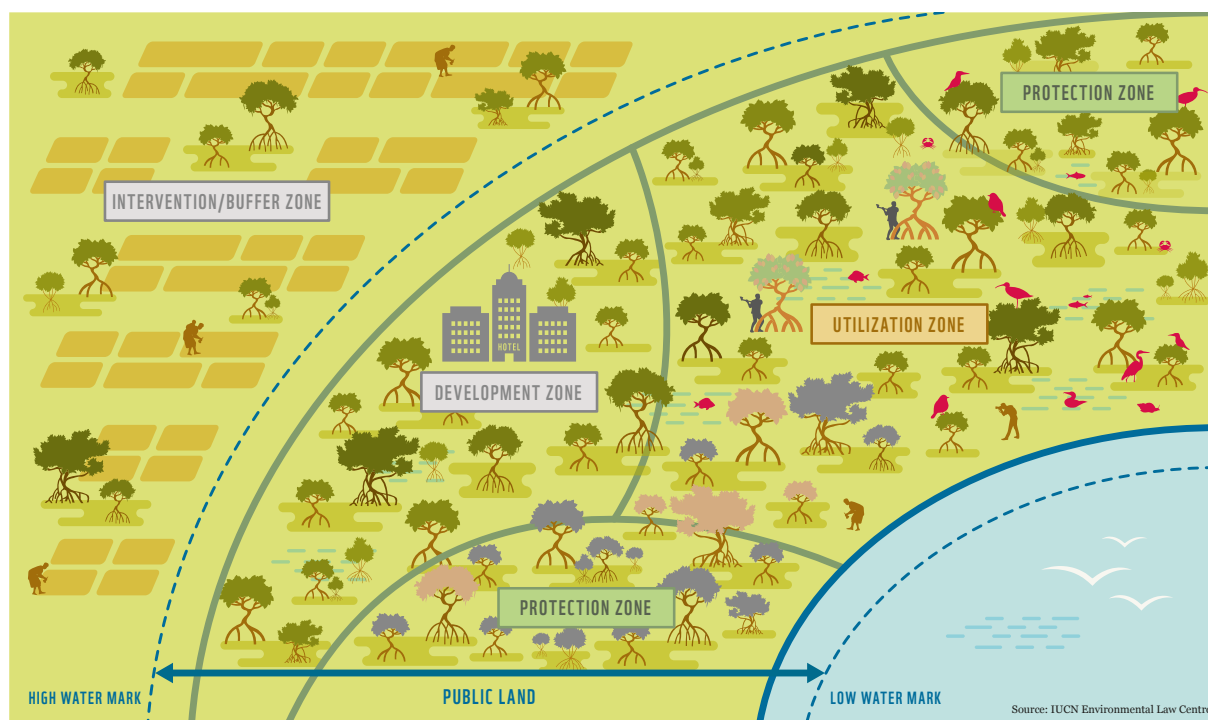 PROTECTION ZONE
INTERVENTION/BUFFER ZONE
UTILIZATION ZONE
HOTEL
DEVELOPMENT ZONE
PROTECTION ZONE
HIGH WATER MARK
PUBLIC LAND
LOW WATER MARK
Source: IUCN Environmental Law Centre